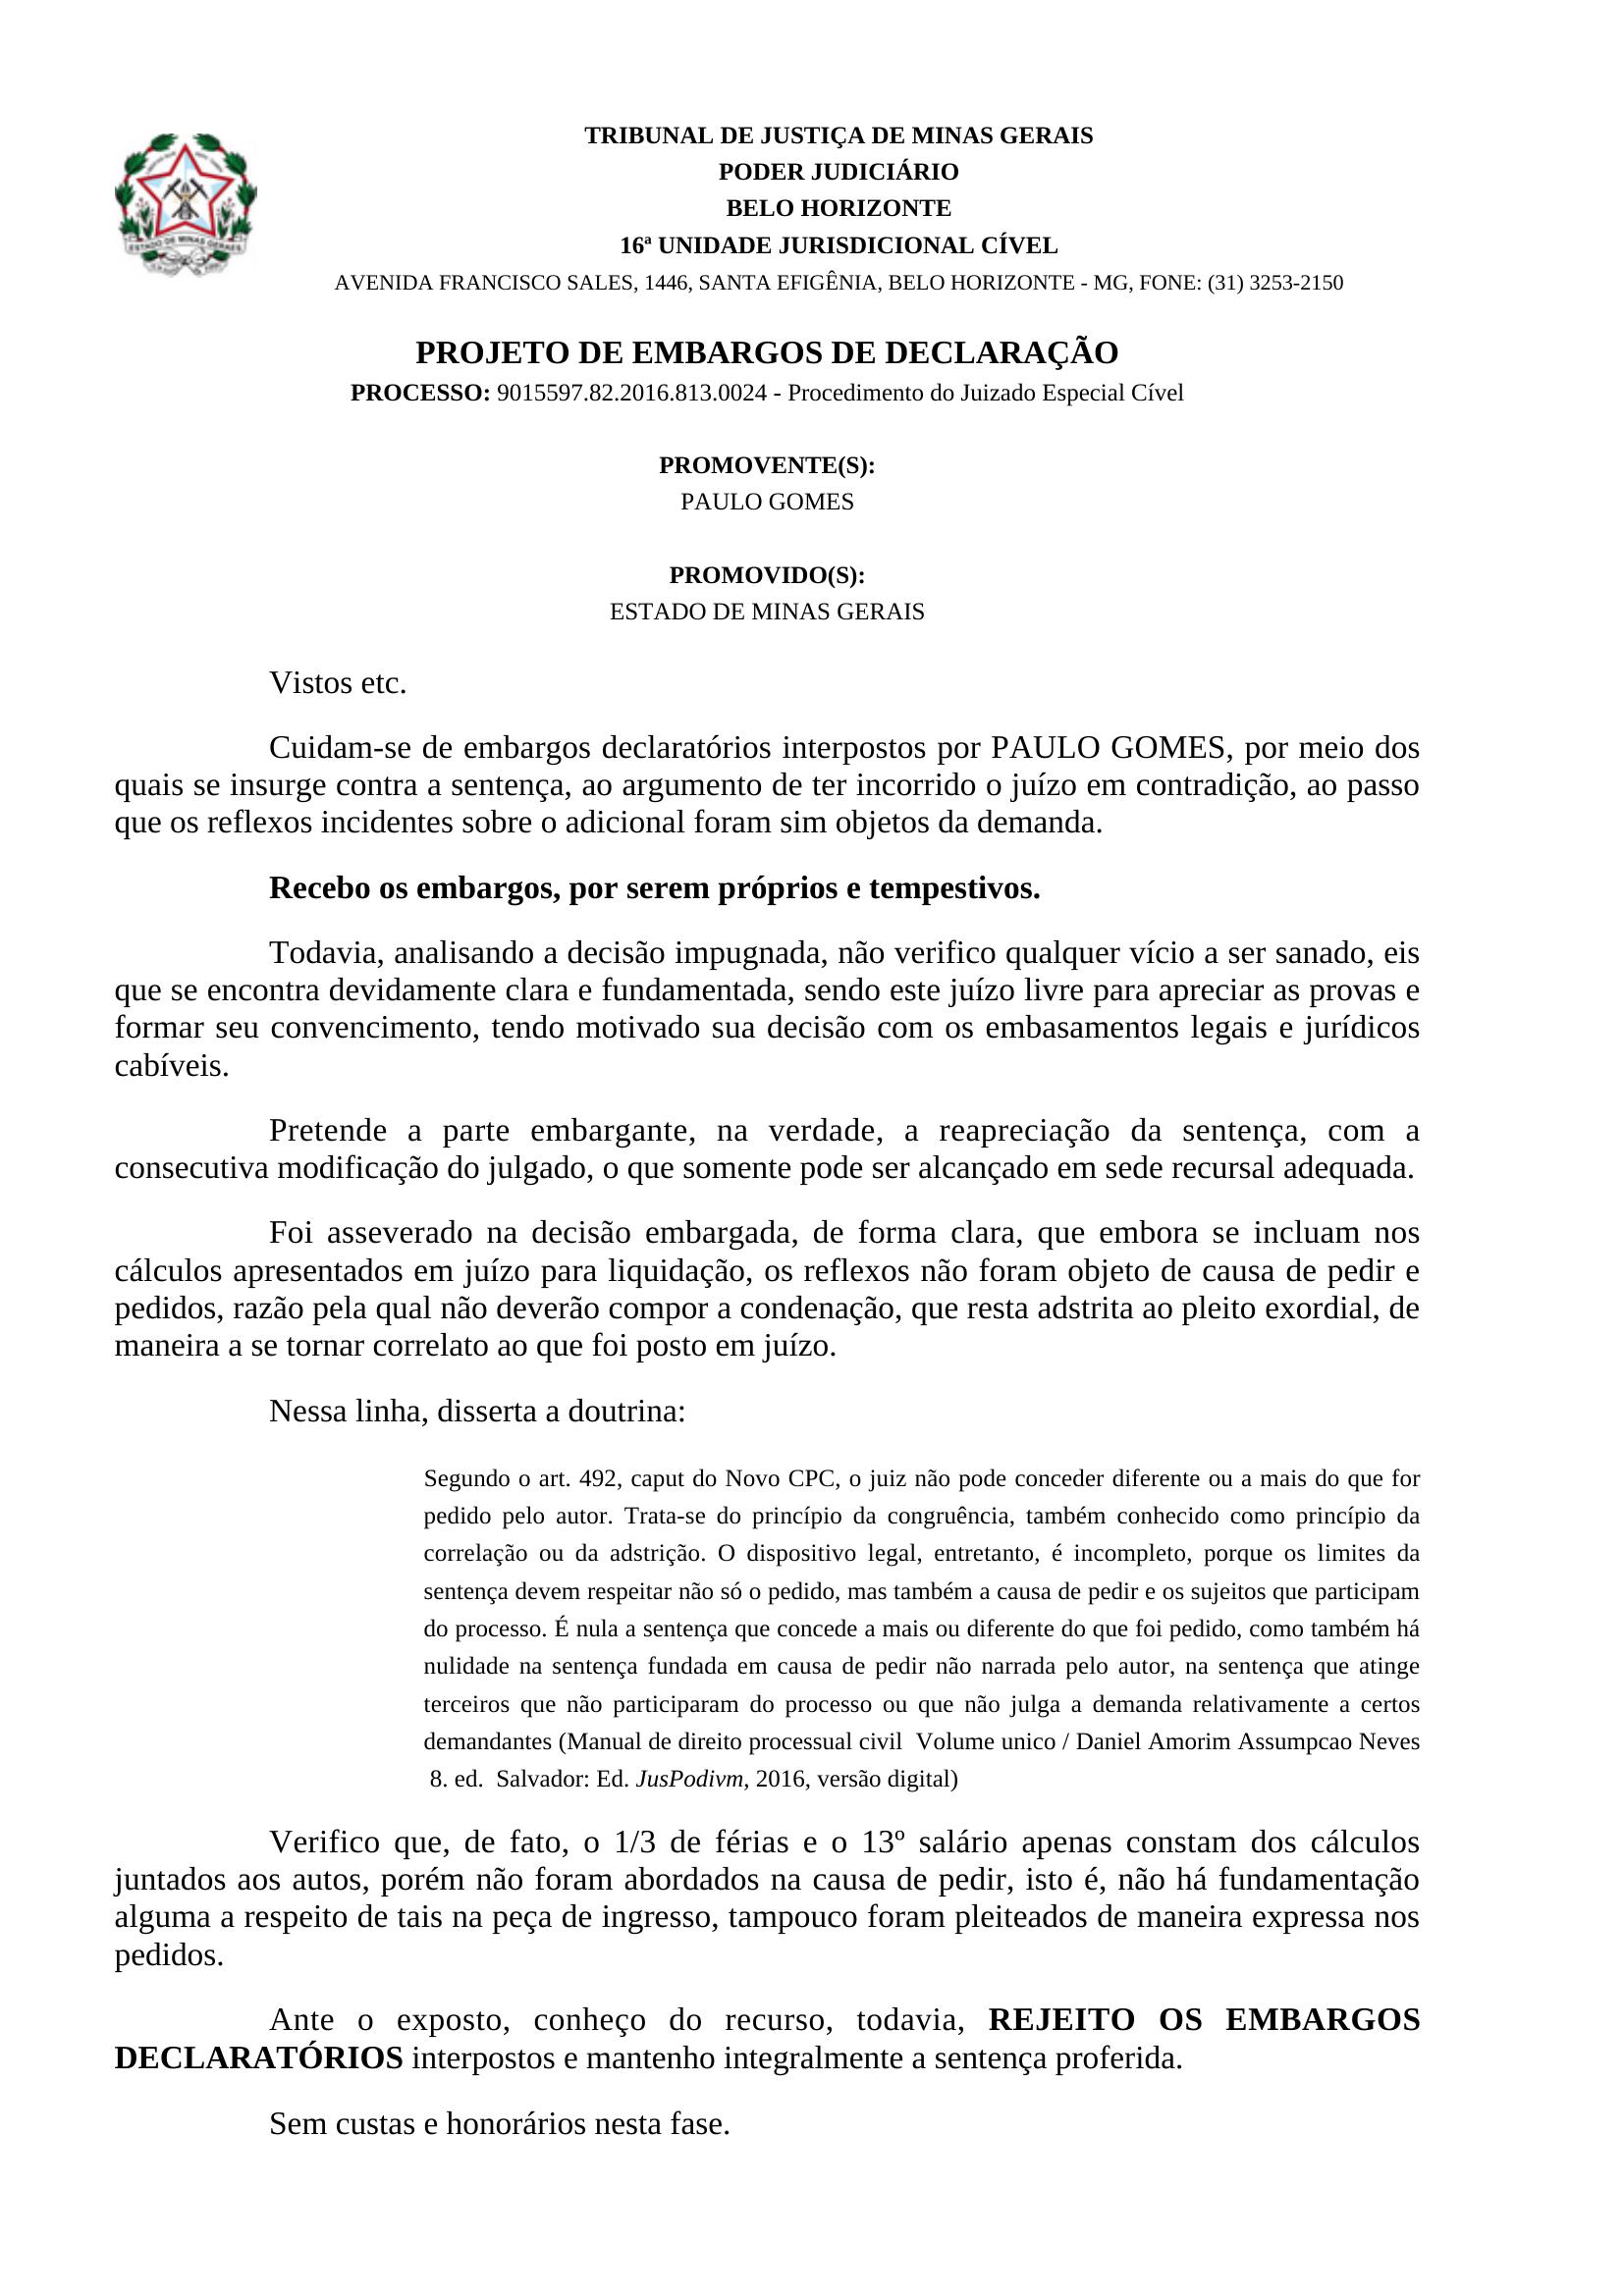 TRIBUNAL DE JUSTIÇA DE MINAS GERAIS
PODER JUDICIÁRIO
BELO HORIZONTE
16ª UNIDADE JURISDICIONAL CÍVEL
AVENIDA FRANCISCO SALES, 1446, SANTA EFIGÊNIA, BELO HORIZONTE - MG, FONE: (31) 3253-2150
ESTADO DE MINAS GERAES
PROJETO DE EMBARGOS DE DECLARAÇÃO
PROCESSO: 9015597.82.2016.813.0024 - Procedimento do Juizado Especial Cível
PROMOVENTE(S):
PAULO GOMES
PROMOVIDO(S):
ESTADO DE MINAS GERAIS
Vistos etc.
Cuidam-se de embargos declaratórios interpostos por PAULO GOMES, por meio dos
quais se insurge contra a sentença, ao argumento de ter incorrido o juízo em contradição, ao passo
que os reflexos incidentes sobre o adicional foram sim objetos da demanda.
Recebo os embargos, por serem próprios e tempestivos.
Todavia, analisando a decisão impugnada, não verifico qualquer vício a ser sanado, eis
que se encontra devidamente clara e fundamentada, sendo este juízo livre para apreciar as provas e
formar seu convencimento, tendo motivado sua decisão com os embasamentos legais e jurídicos
cabíveis.
Pretende a parte embargante, na verdade, a reapreciação da sentença, com a
consecutiva modificação do julgado, o que somente pode ser alcançado em sede recursal adequada.
Foi asseverado na decisão embargada, de forma clara, que embora se incluam nos
cálculos apresentados em juízo para liquidação, os reflexos não foram objeto de causa de pedir e
pedidos, razão pela qual não deverão compor a condenação, que resta adstrita ao pleito exordial, de
maneira a se tornar correlato ao que foi posto em juízo.
Nessa linha, disserta a doutrina:
Segundo o art. 492, caput do Novo CPC, o juiz não pode conceder diferente ou a mais do que for
pedido pelo autor. Trata-se do princípio da congruência, também conhecido como princípio da
correlação ou da adstrição. O dispositivo legal, entretanto, é incompleto, porque os limites da
sentença devem respeitar não só o pedido, mas também a causa de pedir e os sujeitos que participam
do processo. É nula a sentença que concede a mais ou diferente do que foi pedido, como também há
nulidade na sentença fundada em causa de pedir não narrada pelo autor, na sentença que atinge
terceiros que não participaram do processo ou que não julga a demanda relativamente a certos
demandantes (Manual de direito processual civil Volume unico / Daniel Amorim Assumpcao Neves
8. ed. Salvador: Ed. JusPodivm, 2016, versão digital)
Verifico que, de fato, o 1/3 de férias e o 13º salário apenas constam dos cálculos
juntados aos autos, porém não foram abordados na causa de pedir, isto é, não há fundamentação
alguma a respeito de tais na peça de ingresso, tampouco foram pleiteados de maneira expressa nos
pedidos.
Ante o exposto, conheço do recurso, todavia, REJEITO OS EMBARGOS
DECLARATÓRIOS interpostos e mantenho integralmente a sentença proferida.
Sem custas e honorários nesta fase.